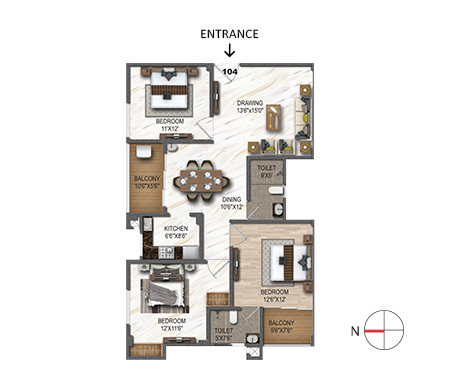 ENTRANCE
104
DRAWING
13'6"x15'0"
BEDROOM
11'X12'
TOILET
8'X5'
BALCONY
10'6"X5'6"
DINING
10'6"X12'
KITCHEN
6'6"X8'6"
BEDROOM
12'6"X12'
N
BEDROOM
12'X11'6"
TOILET
5'X7'6"
BALCONY
5'6"X7'6"